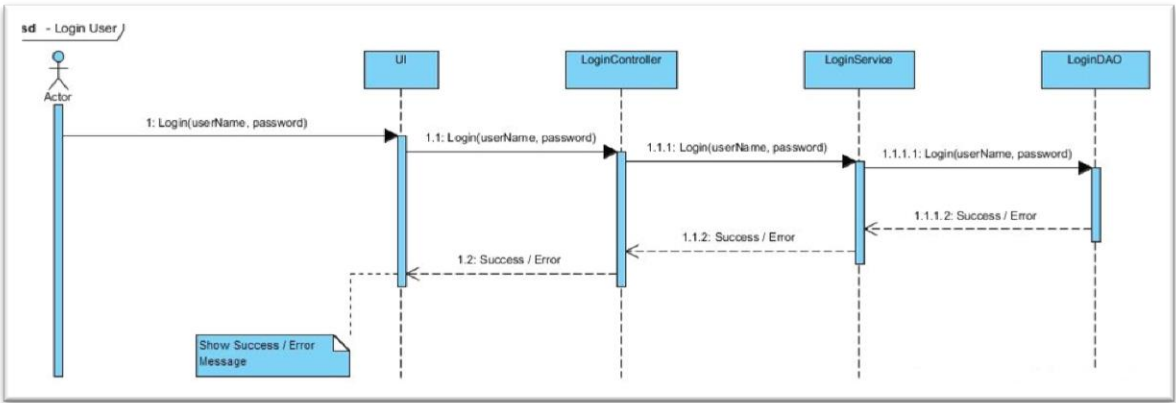 sd - Login User
Actor
UI
LoginController
LoginService
LoginDAO
1: Login(userName, password)
1.1: Login(userName, password)
1.1.1: Login(userName, password)
1.1.1.1: Login(userName, password)
1.1.1.2: Success / Error
1.1.2: Success / Error
1.2: Success / Error
Show Success / Error
Message